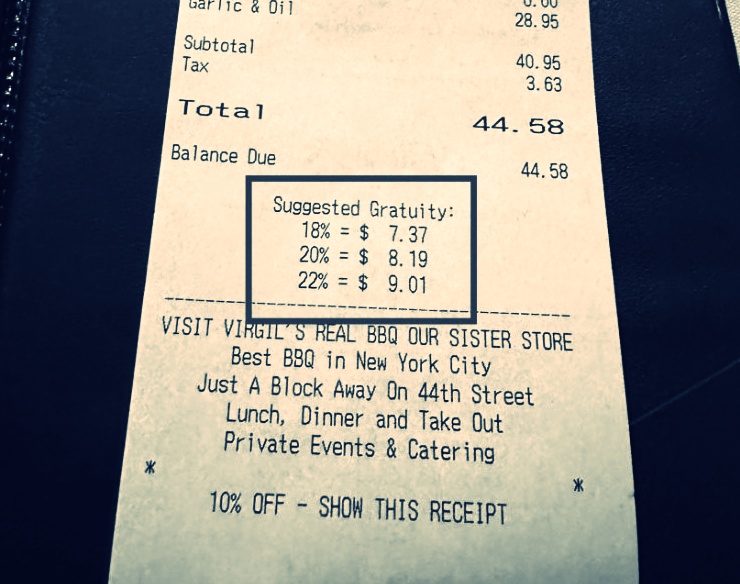 Garlic & Oil
28.95
Subtotal 40.95
Tax 3.63
Total 44.58
Balance Due 44.58
Suggested Gratuity:
18% = $ 7.37
20% = $ 8.19
22% = $ 9.01
VISIT VIRGIL'S REAL BBQ OUR SISTER STORE
Best BBQ in New York City
Just A Block Away On 44th Street
Lunch, Dinner and Take Out
Private Events & Catering
* *
10% OFF - SHOW THIS RECEIPT